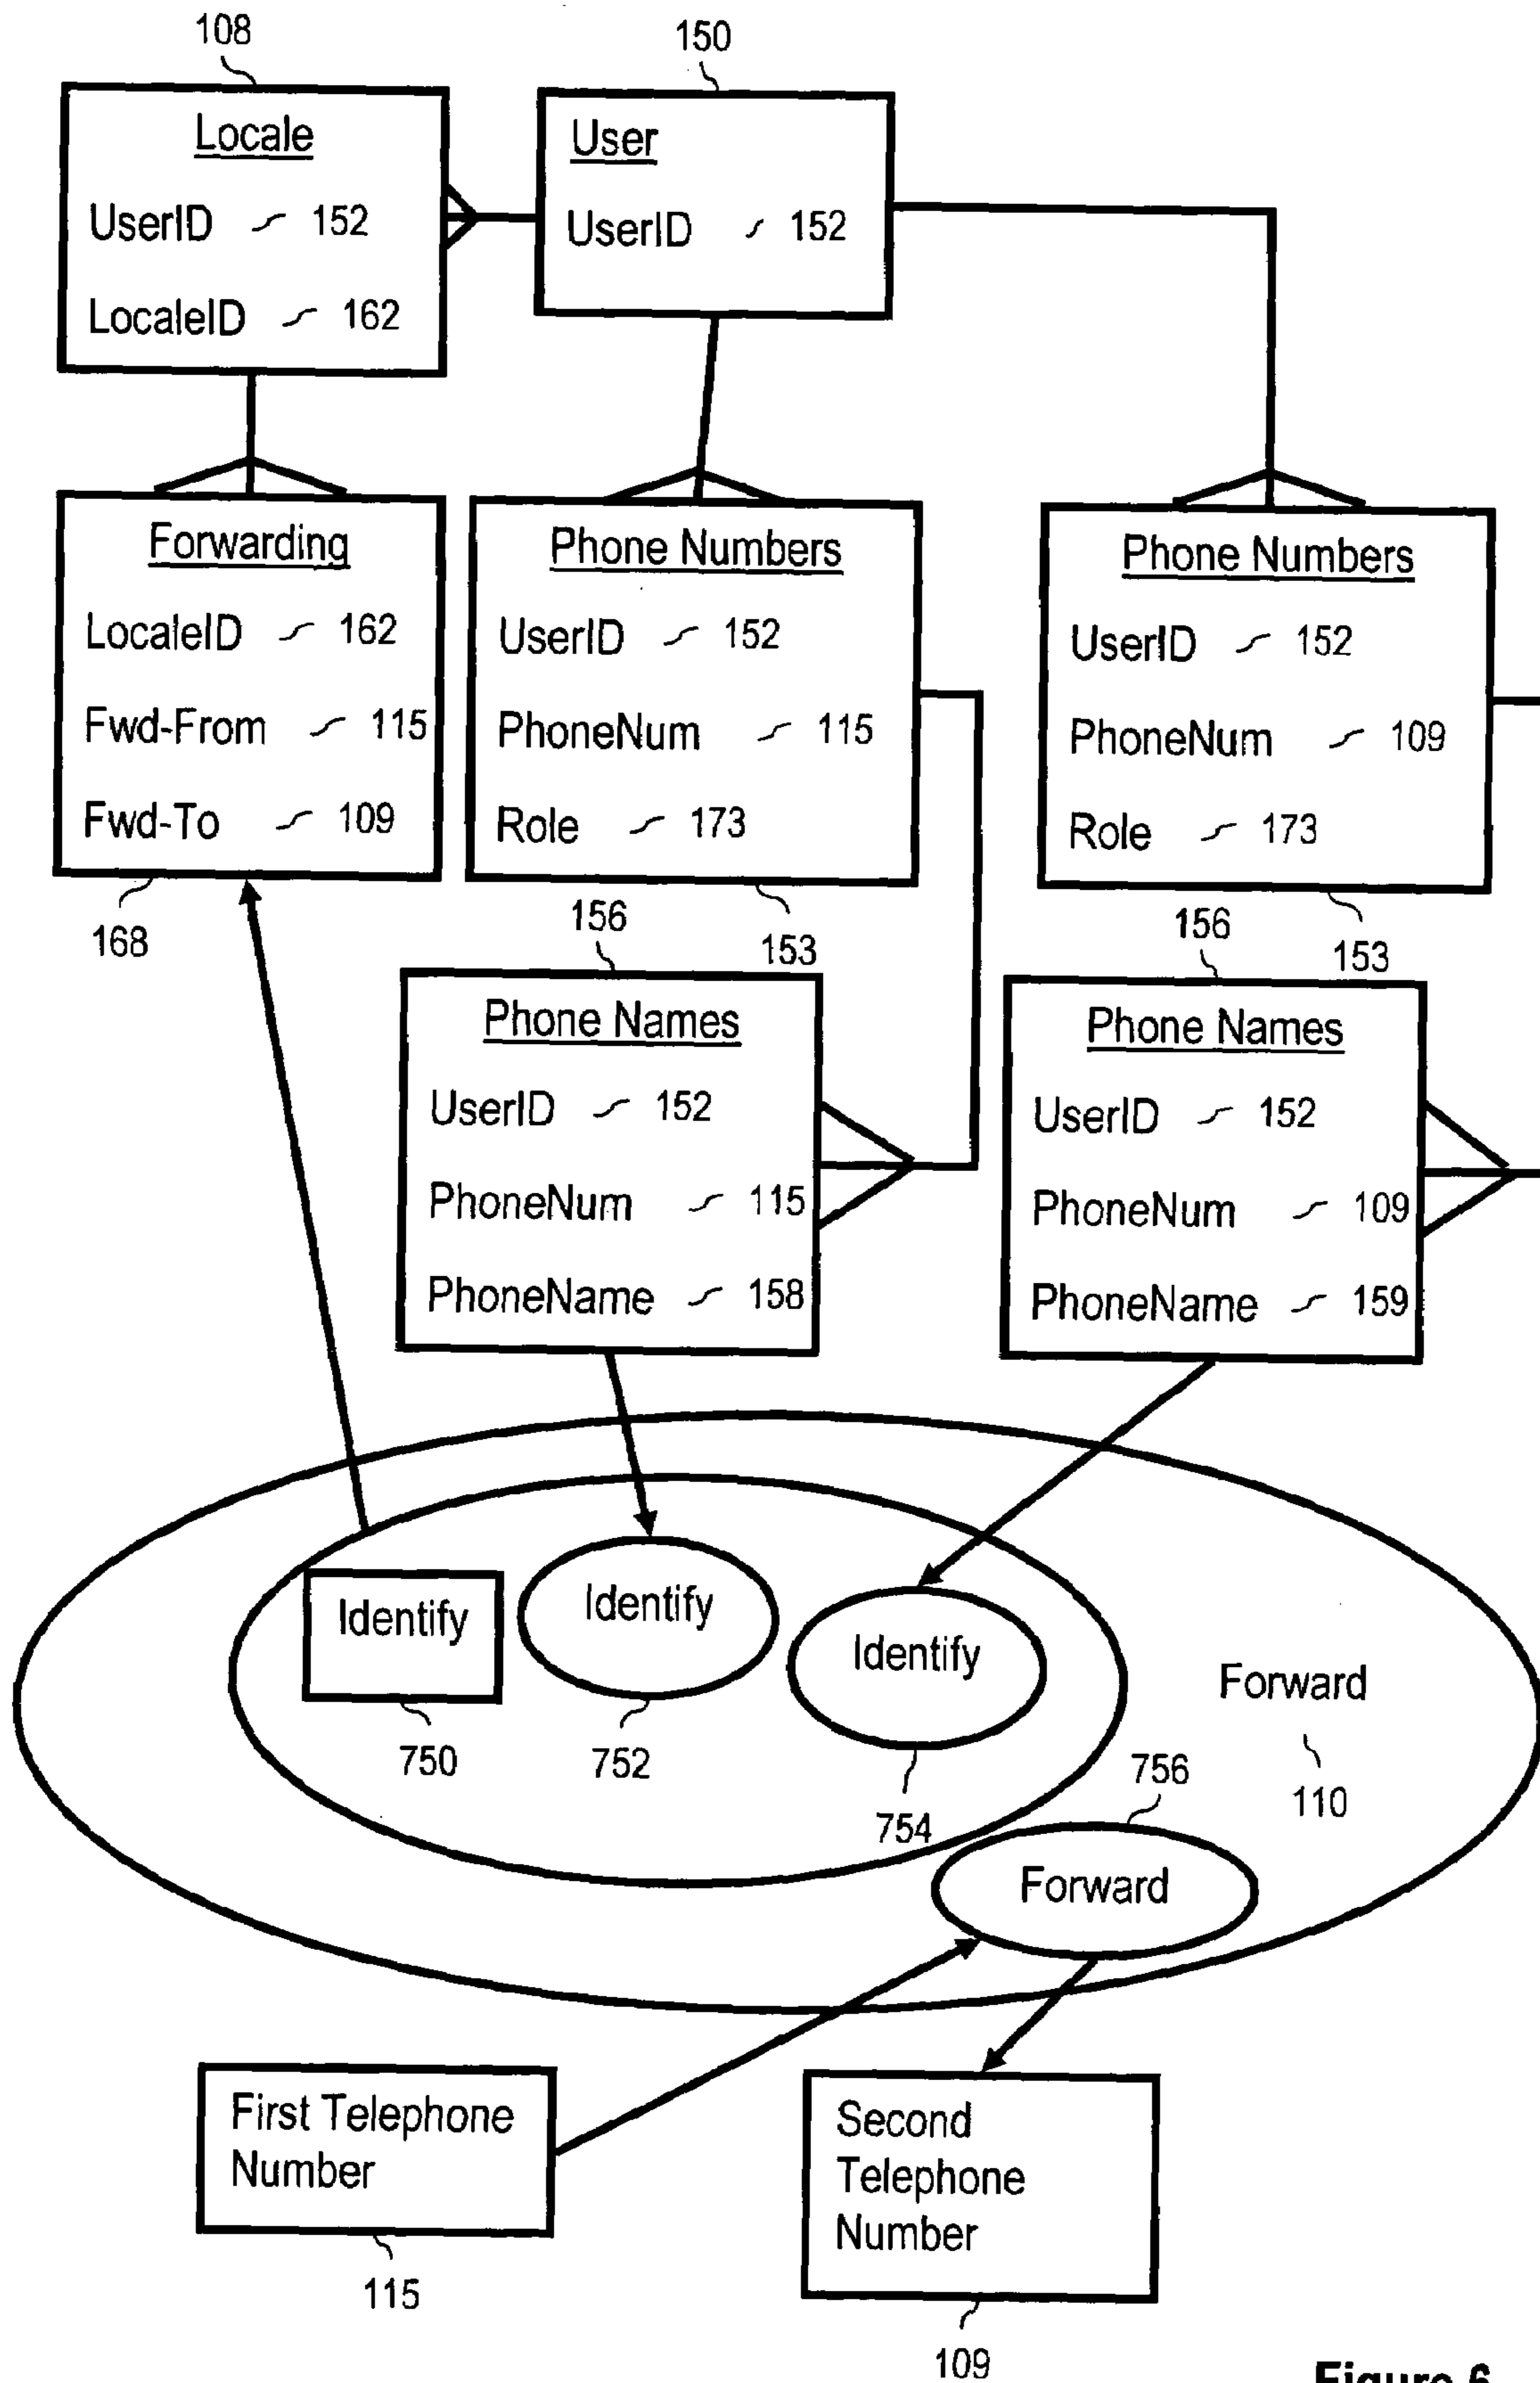 108
150
Locale
UserID 152
LocaleID 162
User
UserID 152
Forwarding
LocaleID 162
Fwd-From 115
Fwd-To 109
168
Phone Numbers
UserID 152
PhoneNum 115
Role 173
153
Phone Numbers
UserID 152
PhoneNum 109
Role 173
153
156
Phone Names
UserID 152
PhoneNum 115
PhoneName 158
156
Phone Names
UserID 152
PhoneNum 109
PhoneName 159
Identify
750
Identify
752
Identify
754
Forward
110
756
Forward
First Telephone
Number
115
Second
Telephone
Number
109
Figure 6